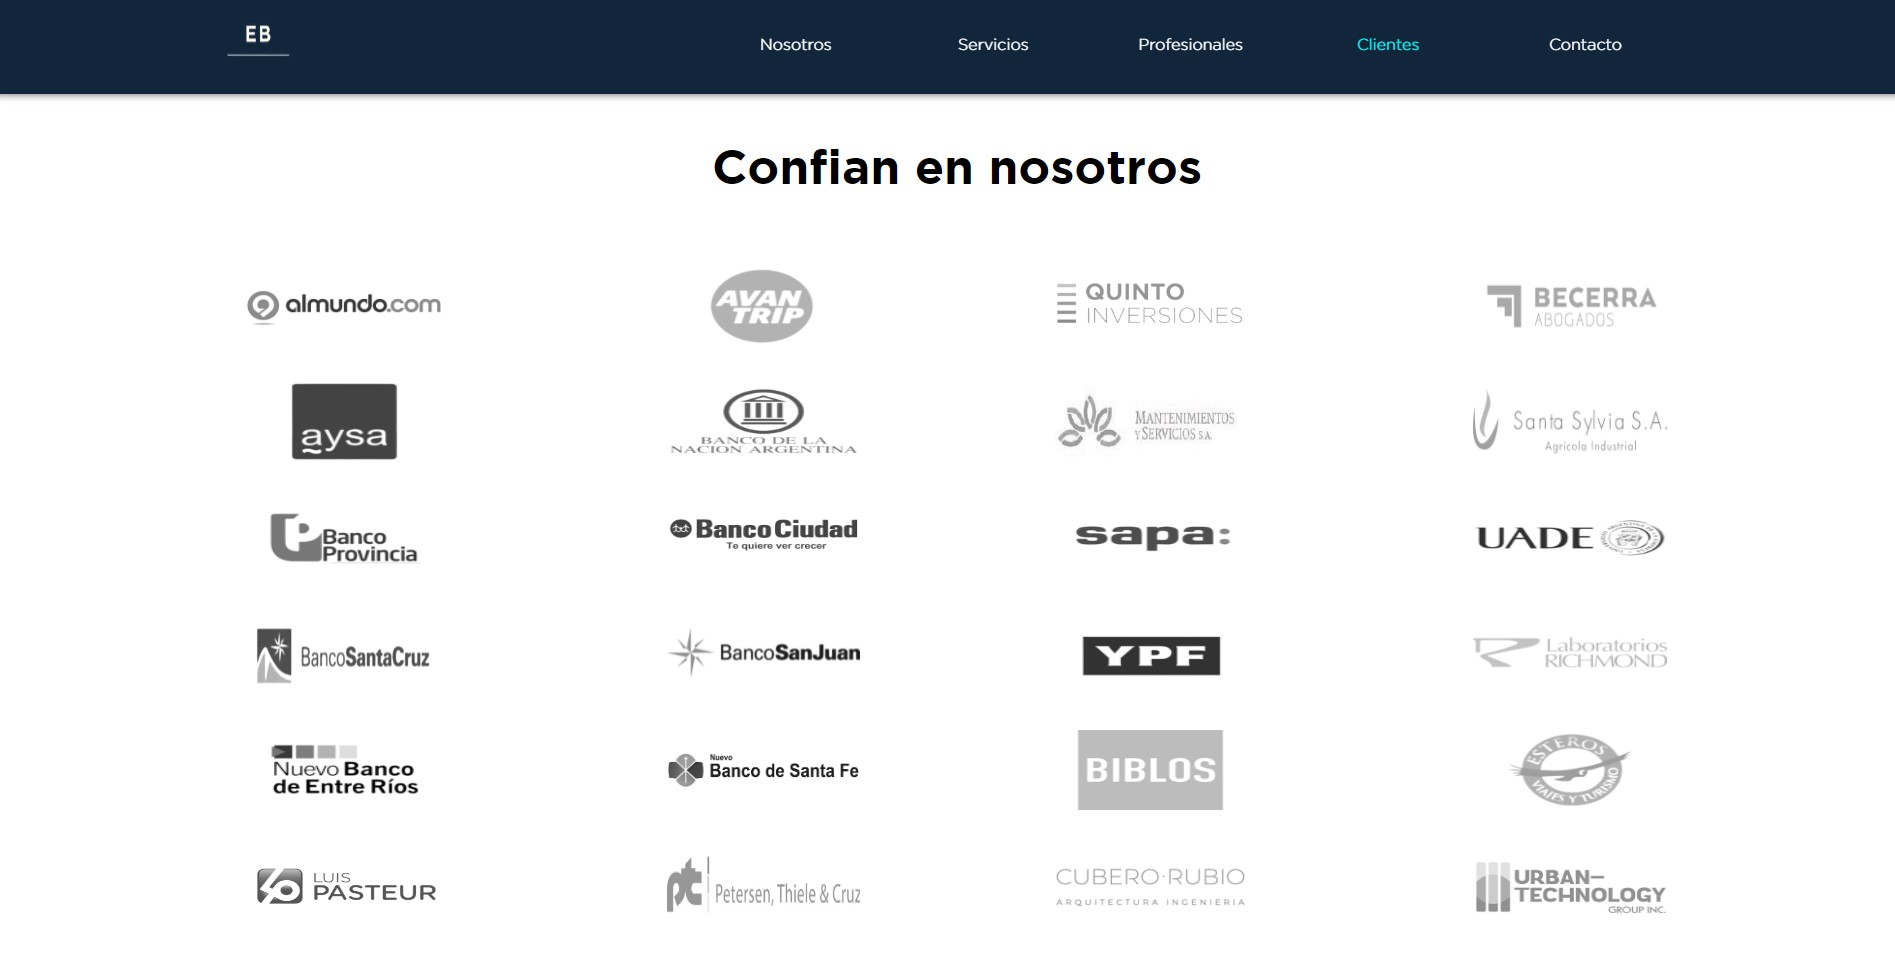 EB
Nosotros
Servicios
Profesionales
Clientes
Contacto
Confian en nosotros
almundo.com
AVAN
TRIP
QUINTO
INVERSIONES
BECERRA
ABOGADOS
aysa
BANCO DE LA
NACION ARGENTINA
MANTENIMIENTOS
Y SERVICIOS S.A.
Santa Sylvia S.A.
Agrícola Industrial
Banco
Provincia
Banco Ciudad
Te quiere ver crecer
sapa:
UADE
BancoSantaCruz
BancoSanJuan
YPF
Laboratorios
RICHMOND
Nuevo Banco
de Entre Ríos
Nuevo
Banco de Santa Fe
BIBLOS
ESTEROS
VIAJES Y TURISMO
LUIS
PASTEUR
ptc
Petersen, Thiele & Cruz
CUBERO·RUBIO
ARQUITECTURA INGENIERIA
URBAN—
TECHNOLOGY
GROUP INC.